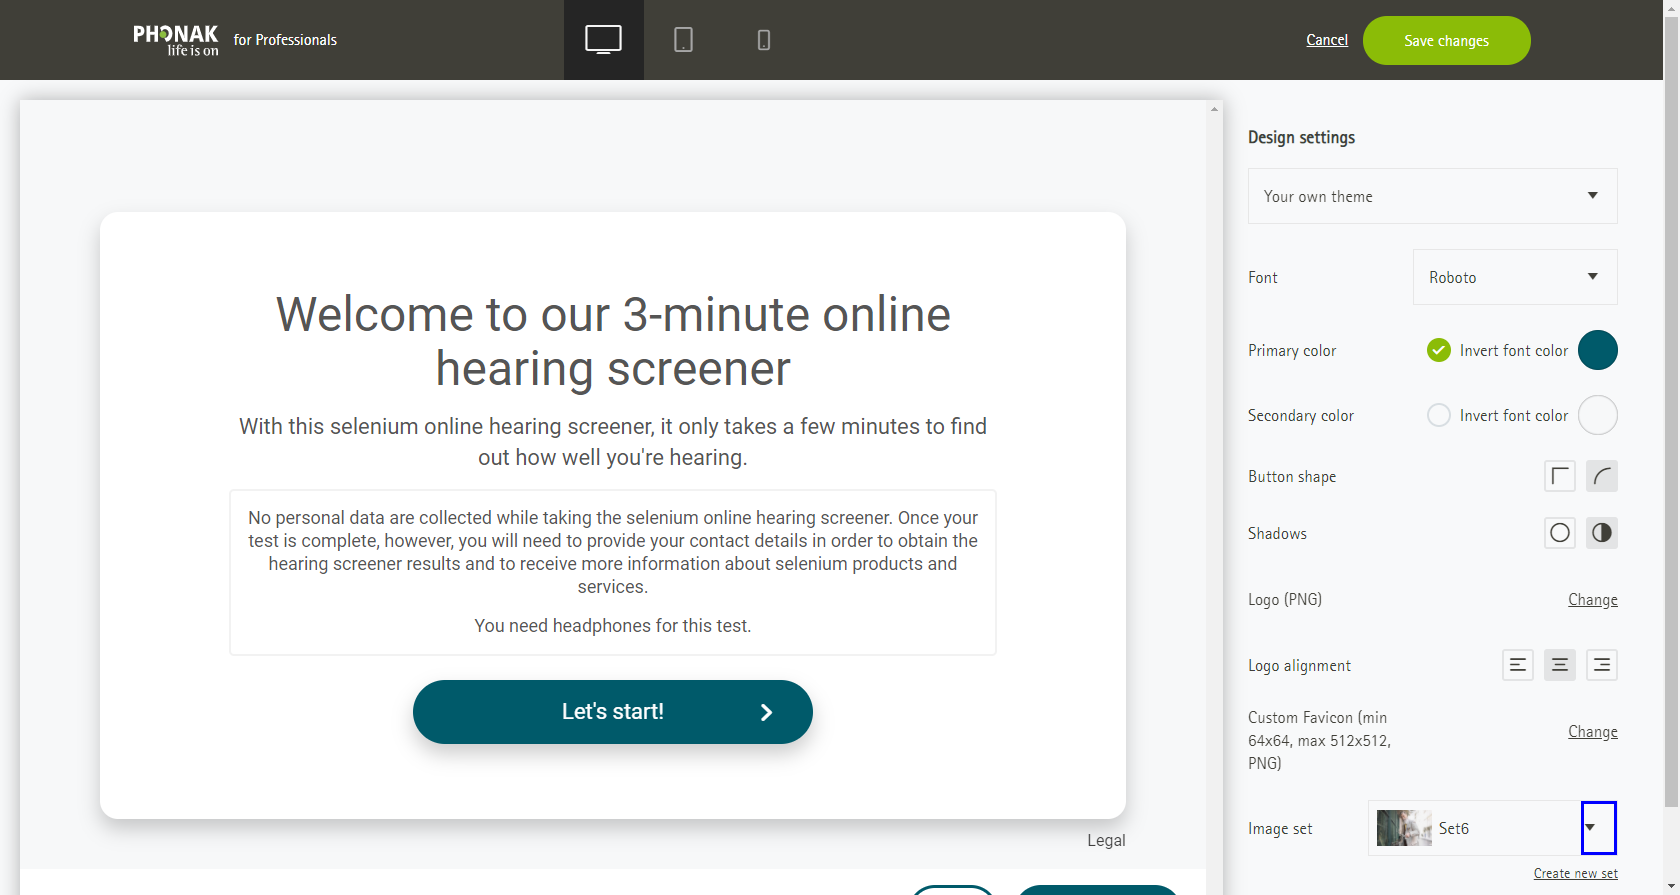 PHONAK
life is on
for Professionals
Cancel
Save changes
Welcome to our 3-minute online
hearing screener
With this selenium online hearing screener, it only takes a few minutes to find
out how well you're hearing.
No personal data are collected while taking the selenium online hearing screener. Once your
test is complete, however, you will need to provide your contact details in order to obtain the
hearing screener results and to receive more information about selenium products and
services.
You need headphones for this test.
Let's start!
Legal
Design settings
Your own theme
Font
Roboto
Primary color
Invert font color
Secondary color
Invert font color
Button shape
Shadows
Logo (PNG)
Change
Logo alignment
Custom Favicon (min
64x64, max 512x512,
PNG)
Change
Image set
Set6
Create new set